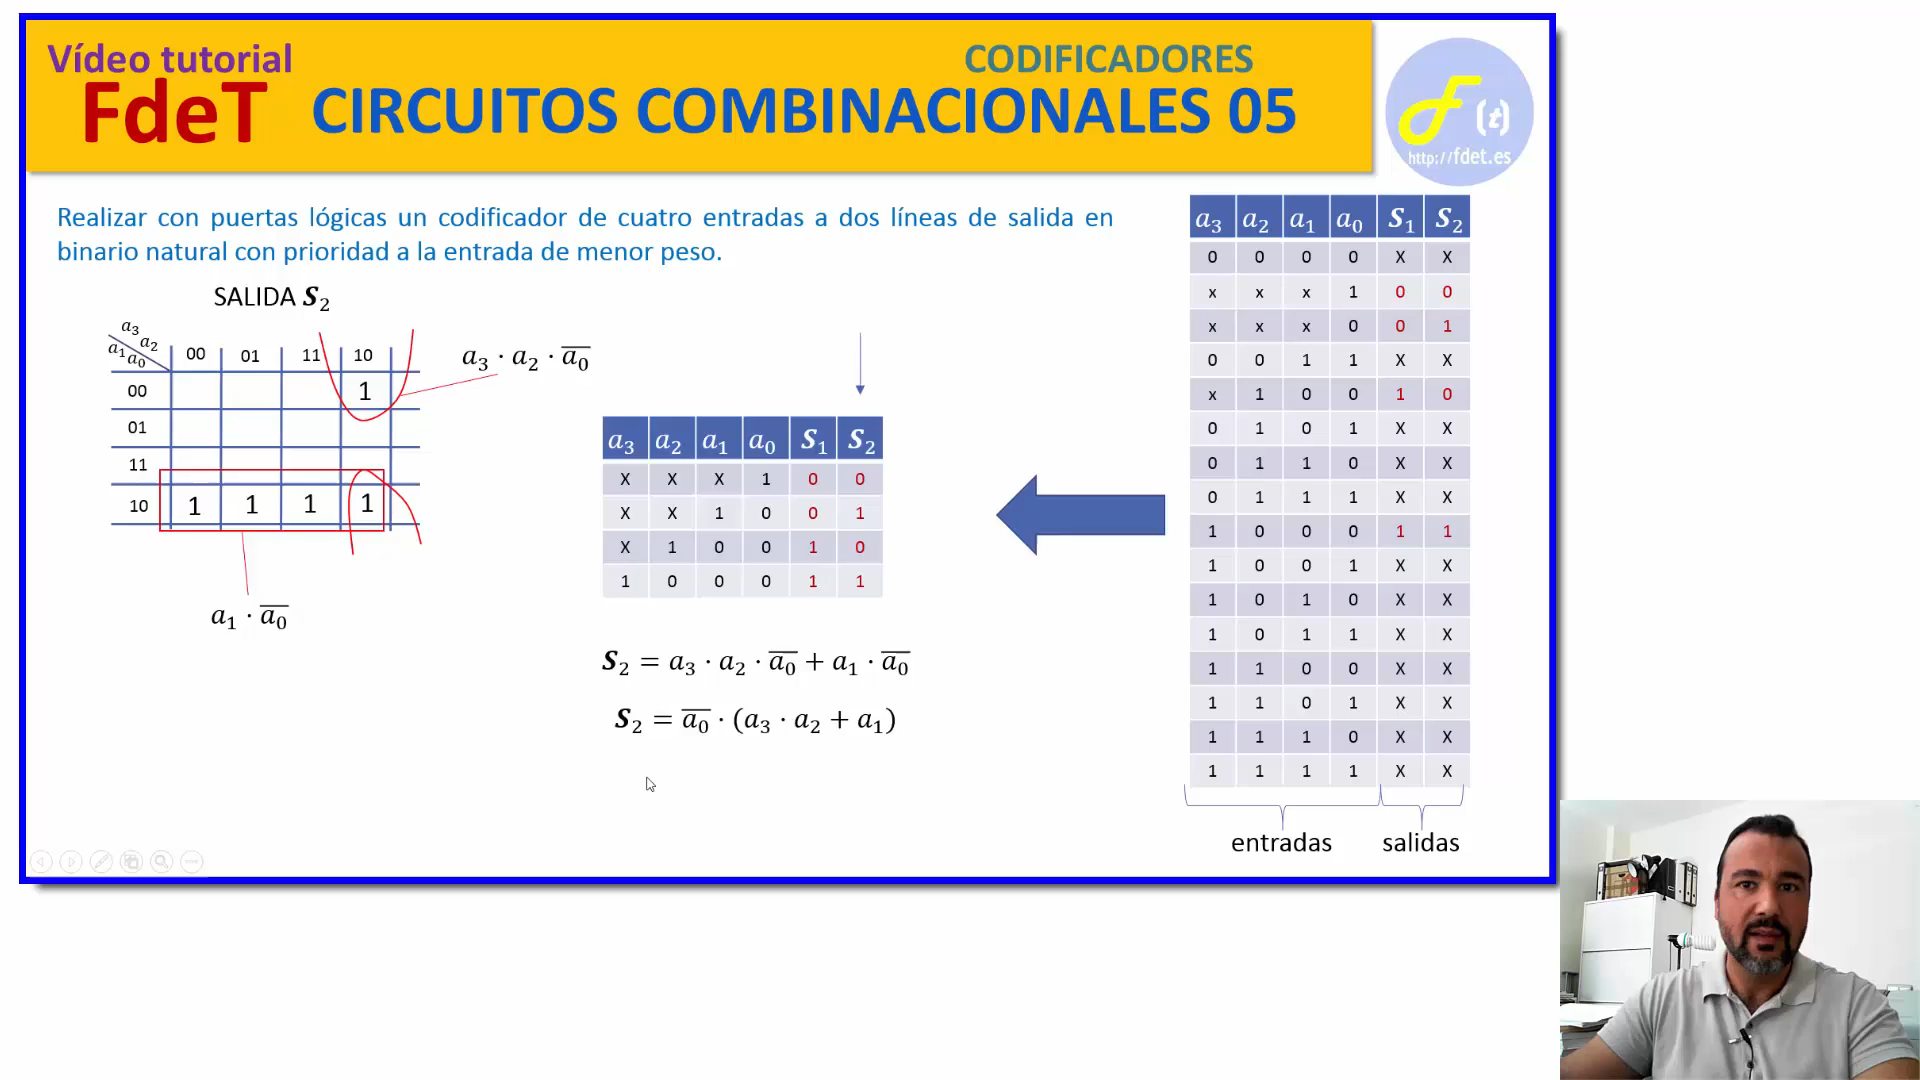 Vídeo tutorial
FdeT
CODIFICADORES
CIRCUITOS COMBINACIONALES 05
F (t)
http://fdet.es
Realizar con puertas lógicas un codificador de cuatro entradas a dos líneas de salida en
binario natural con prioridad a la entrada de menor peso.
SALIDA S₂
a₃ a₂
a₁ a₀
00 01 11 10
00 1
01
11
10 1 1 1 1
a₃ · a₂ · a̅₀
a₁ · a̅₀
a₃ a₂ a₁ a₀ S₁ S₂
X X X 1 0 0
X X 1 0 0 1
X 1 0 0 1 0
1 0 0 0 1 1
S₂ = a₃ · a₂ · a̅₀ + a₁ · a̅₀
S₂ = a̅₀ · (a₃ · a₂ + a₁)
a₃ a₂ a₁ a₀ S₁ S₂
0 0 0 0 X X
x x x 1 0 0
x x x 0 0 1
0 0 1 1 X X
x 1 0 0 1 0
0 1 0 1 X X
0 1 1 0 X X
0 1 1 1 X X
1 0 0 0 1 1
1 0 0 1 X X
1 0 1 0 X X
1 0 1 1 X X
1 1 0 0 X X
1 1 0 1 X X
1 1 1 0 X X
1 1 1 1 X X
entradas salidas